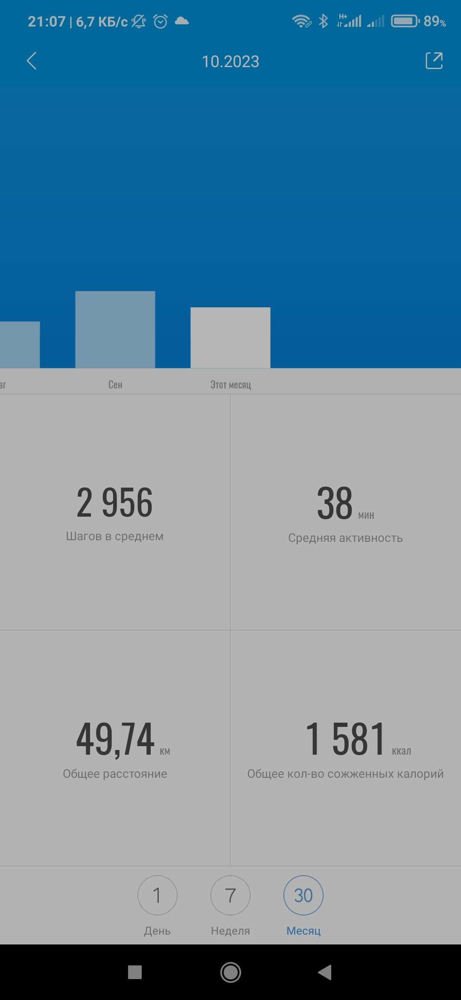 21:07 | 6,7 КБ/с H+ 89%
10.2023
вг Сен Этот месяц
2 956
Шагов в среднем
38 мин
Средняя активность
49,74 км
Общее расстояние
1 581 ккал
Общее кол-во сожженных калорий
1 7 30
День Неделя Месяц